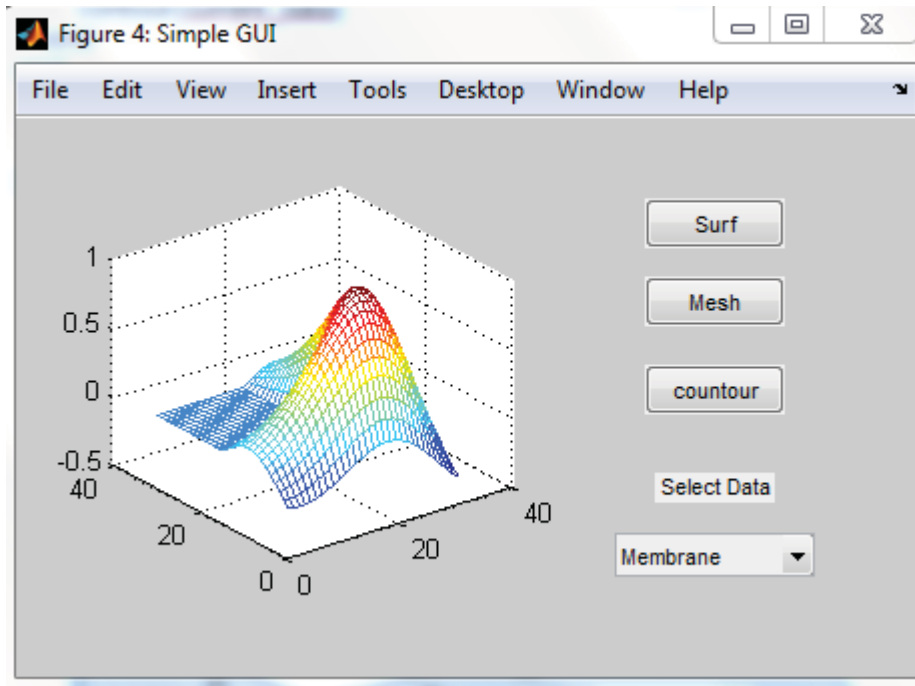 Figure 4: Simple GUI
File Edit View Insert Tools Desktop Window Help
1
0.5
0
-0.5
40
20
0
0
20
40
Surf
Mesh
countour
Select Data
Membrane